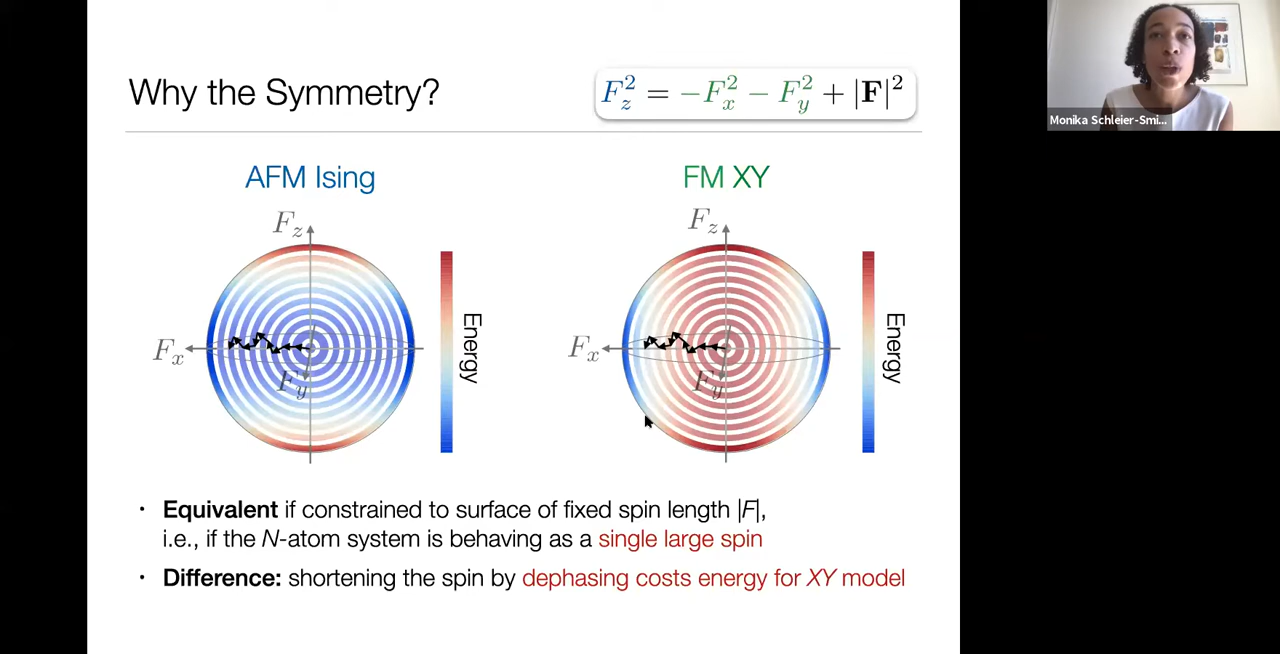 Why the Symmetry?
F_z^2 = -F_x^2 - F_y^2 + |F|^2
Monika Schleier-Smi...
AFM Ising
F_z
F_x
F_y
Energy
FM XY
F_z
F_x
F_y
Energy
• Equivalent if constrained to surface of fixed spin length |F|,
i.e., if the N-atom system is behaving as a single large spin
• Difference: shortening the spin by dephasing costs energy for XY model